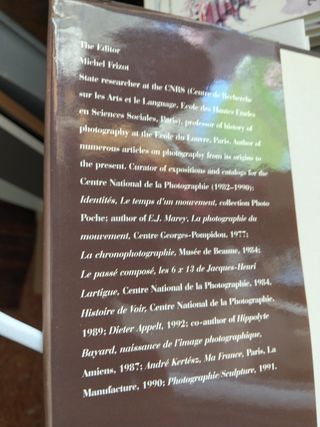 The Editor
Michel Frizot
State researcher at the CNRS (Centre de Recherche
sur les Arts et le Language, Ecole des Hautes Etudes
en Sciences Sociales, Paris), professor of history of
photography at the Ecole du Louvre, Paris. Author of
numerous articles on photography from its origins to
the present. Curator of expositions and catalogs for the
Centre National de la Photographie (1982–1990):
Identités, Le temps d'un mouvement, collection Photo
Poche; author of E.J. Marey, La photographie du
mouvement, Centre Georges-Pompidou, 1977;
La chronophotographie, Musée de Beaune, 1984;
Le passé composé, les 6 x 13 de Jacques-Henri
Lartigue, Centre National de la Photographie, 1984,
Histoire de Voir, Centre National de la Photographie,
1989; Dieter Appelt, 1992; co-author of Hippolyte
Bayard, naissance de l'image photographique,
Amiens, 1987; André Kertész, Ma France, Paris, La
Manufacture, 1990; Photographie/Sculpture, 1991.